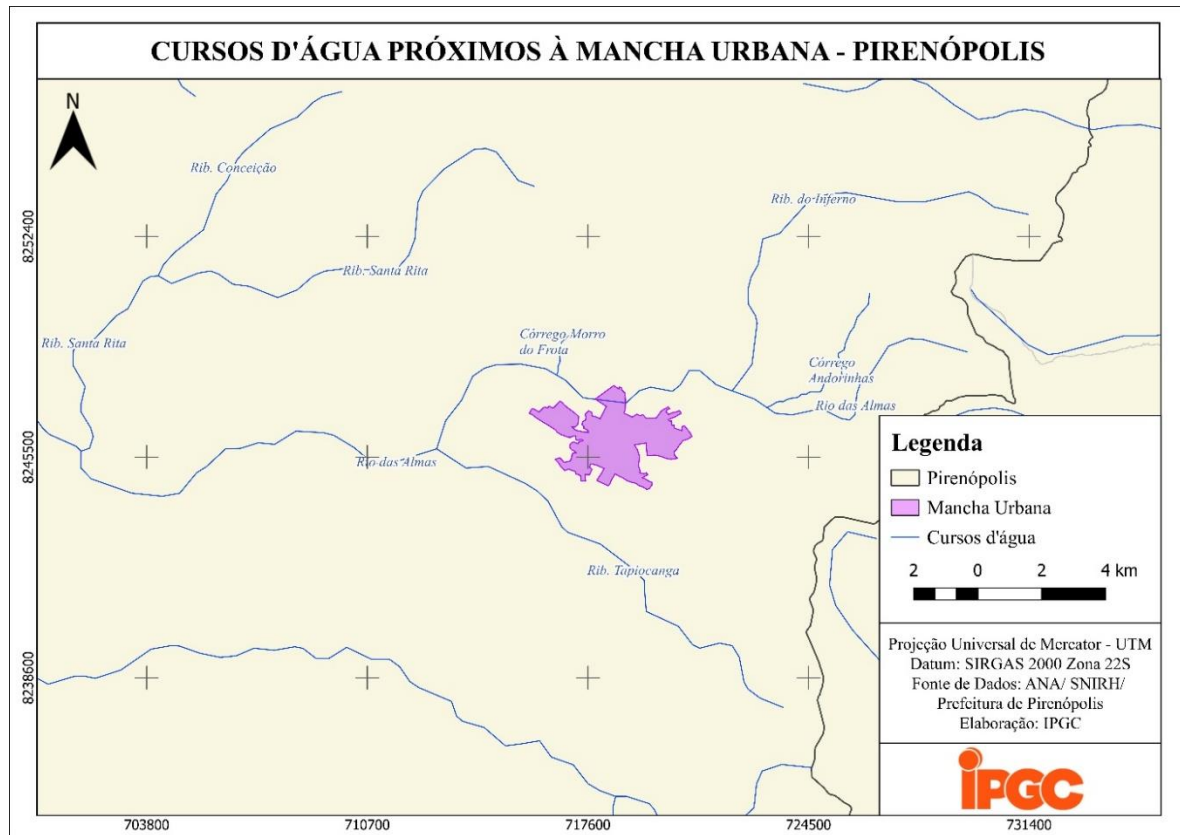 CURSOS D'ÁGUA PRÓXIMOS À MANCHA URBANA - PIRENÓPOLIS
N
Rib. Conceição
Rib. do Inferno
8252400
Rib. Santa Rita
Rib. Santa Rita
Córrego Morro
do Frota
Córrego
Andorinhas
Rio das Almas
8245500
Rio das Almas
Rib. Tapiocanga
8238600
703800
710700
717600
724500
731400
Legenda
Pirenópolis
Mancha Urbana
Cursos d'água
2 0 2 4 km
Projeção Universal de Mercator - UTM
Datum: SIRGAS 2000 Zona 22S
Fonte de Dados: ANA/ SNIRH/
Prefeitura de Pirenópolis
Elaboração: IPGC
iPGC